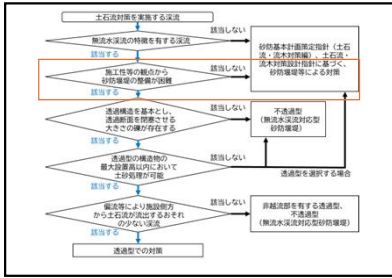 土石流対策を実施する渓流
該当しない
無流水渓流の特徴を有する渓流
該当する
砂防基本計画策定指針（土石
流・流木対策編）、土石流・
流木対策設計指針に基づく、
砂防堰堤等による対策
該当しない
施工性等の観点から
砂防堰堤の整備が困難
該当する
該当しない
透過構造を基本とし、
透過断面を閉塞させる
大きさの礫が存在する
該当する
不透過型
（無流水渓流対応型
砂防堰堤）
該当しない
透過型の構造物の
最大設置高以内において
土砂処理が可能
該当する
透過型を選択する場合
該当しない
偏流等により施設側方
から土石流が流出するおそれ
の少ない渓流
該当する
非越流部を有する透過型、
不透過型
（無流水渓流対応型砂防堰堤）
透過型での対策